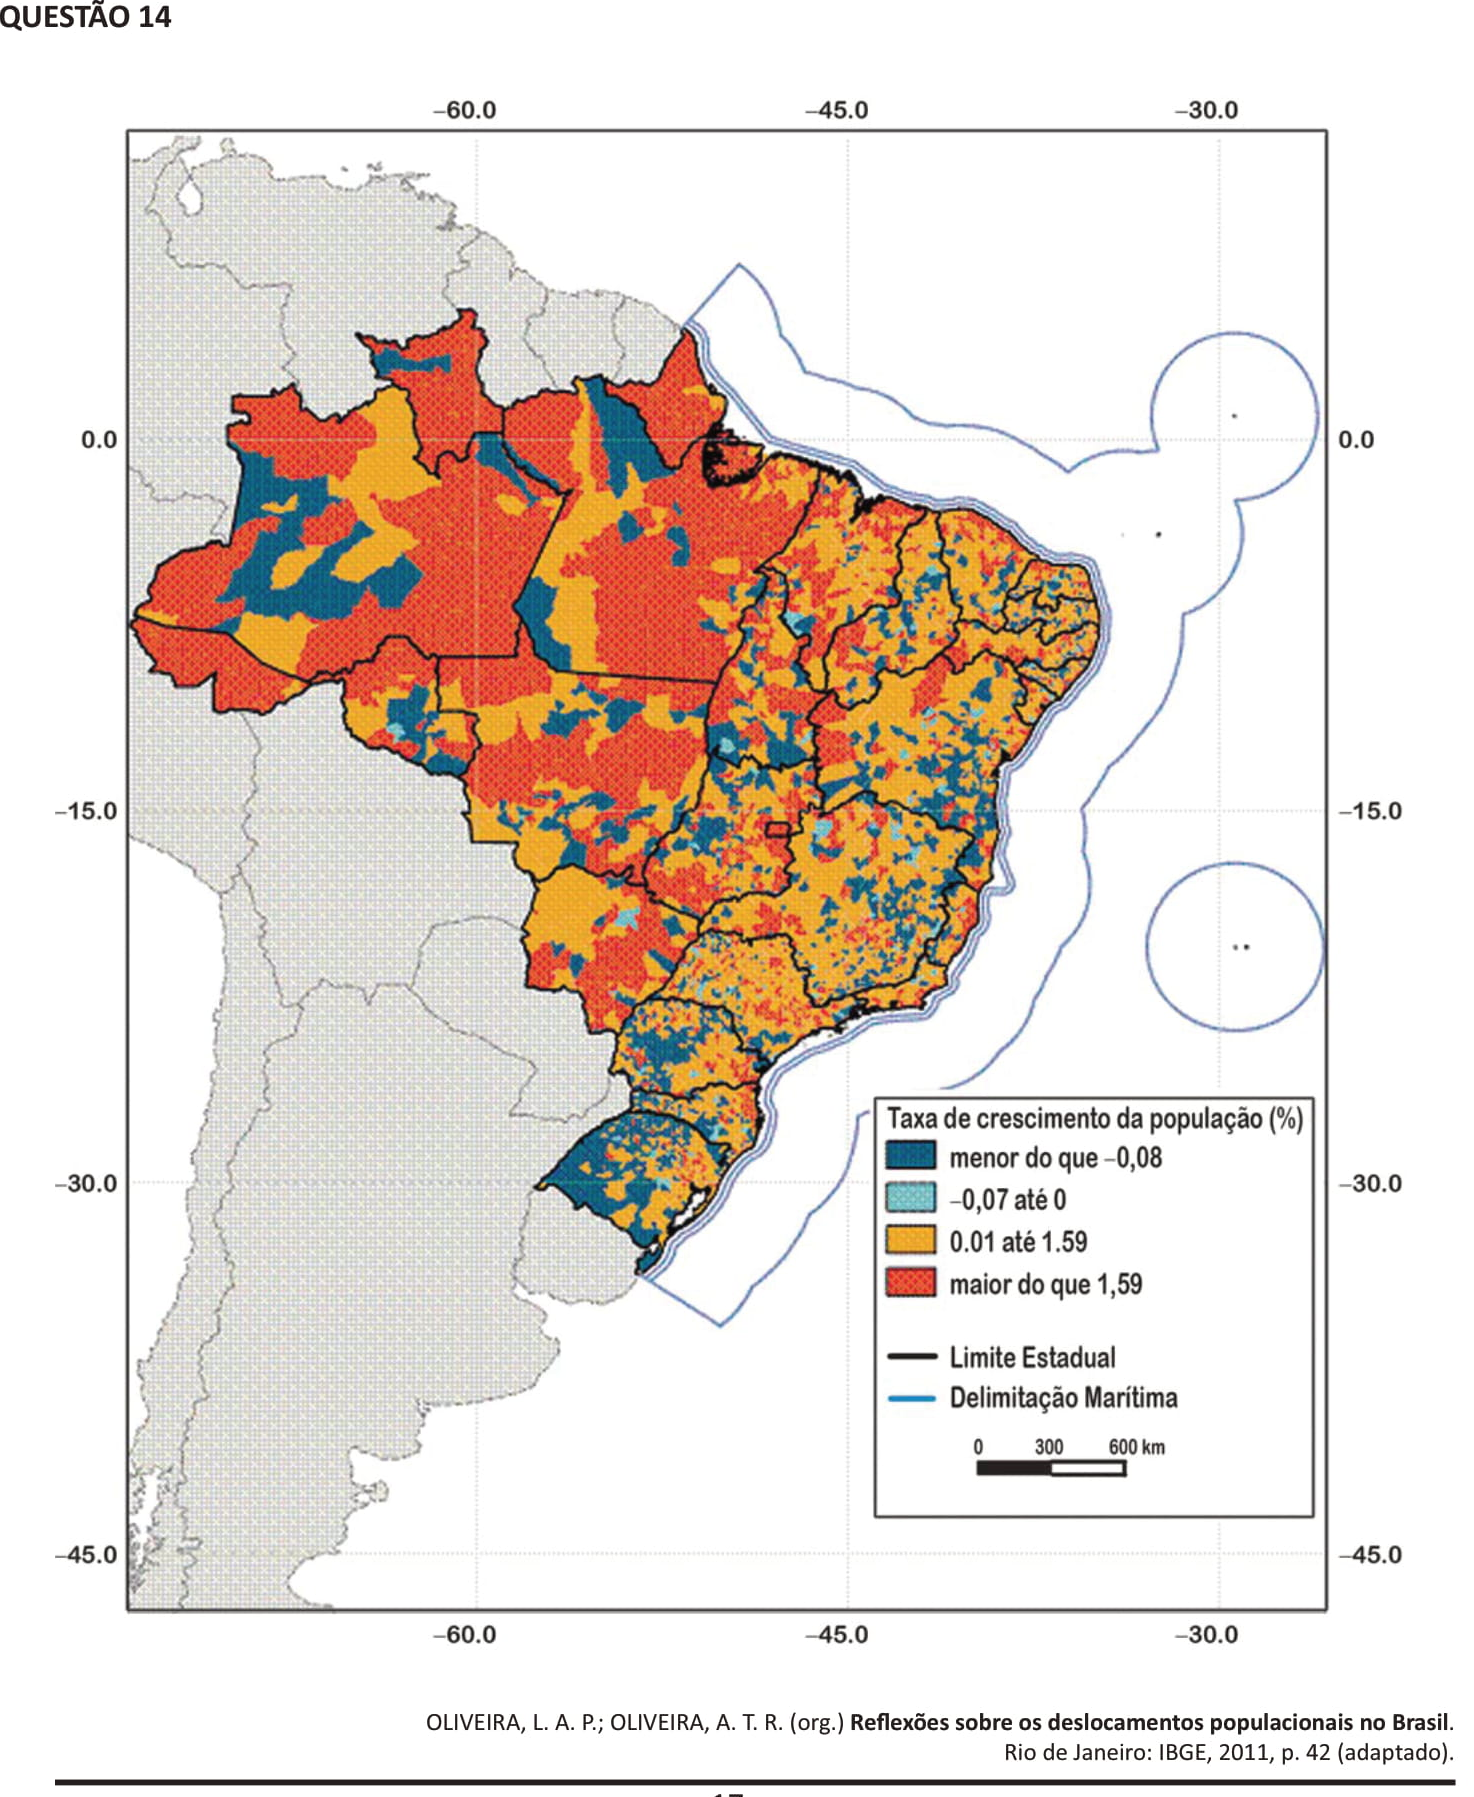 QUESTÃO 14
–60.0 –45.0 –30.0
0.0 0.0
–15.0 –15.0
–30.0 –30.0
–45.0 –45.0
Taxa de crescimento da população (%)
menor do que –0,08
–0,07 até 0
0.01 até 1.59
maior do que 1,59
Limite Estadual
Delimitação Marítima
0 300 600 km
–60.0 –45.0 –30.0
OLIVEIRA, L. A. P.; OLIVEIRA, A. T. R. (org.) Reflexões sobre os deslocamentos populacionais no Brasil.
Rio de Janeiro: IBGE, 2011, p. 42 (adaptado).